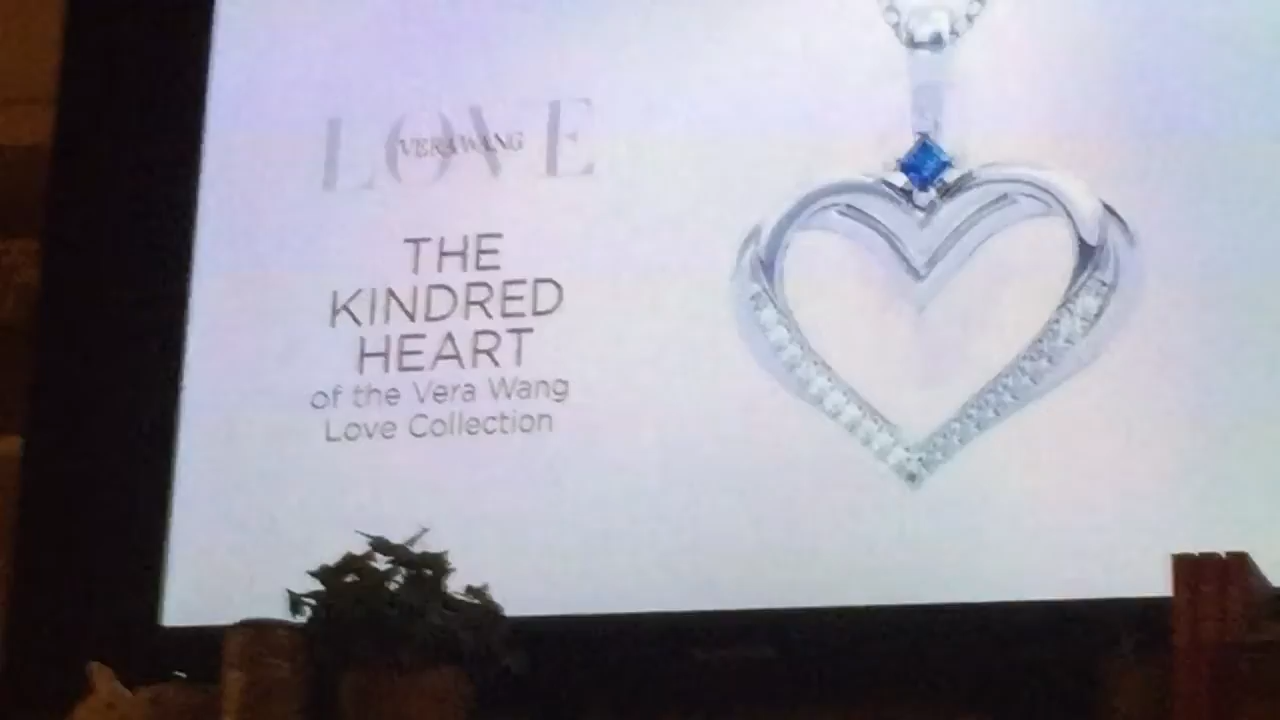 LOVE
VERA WANG
THE
KINDRED
HEART
of the Vera Wang
Love Collection